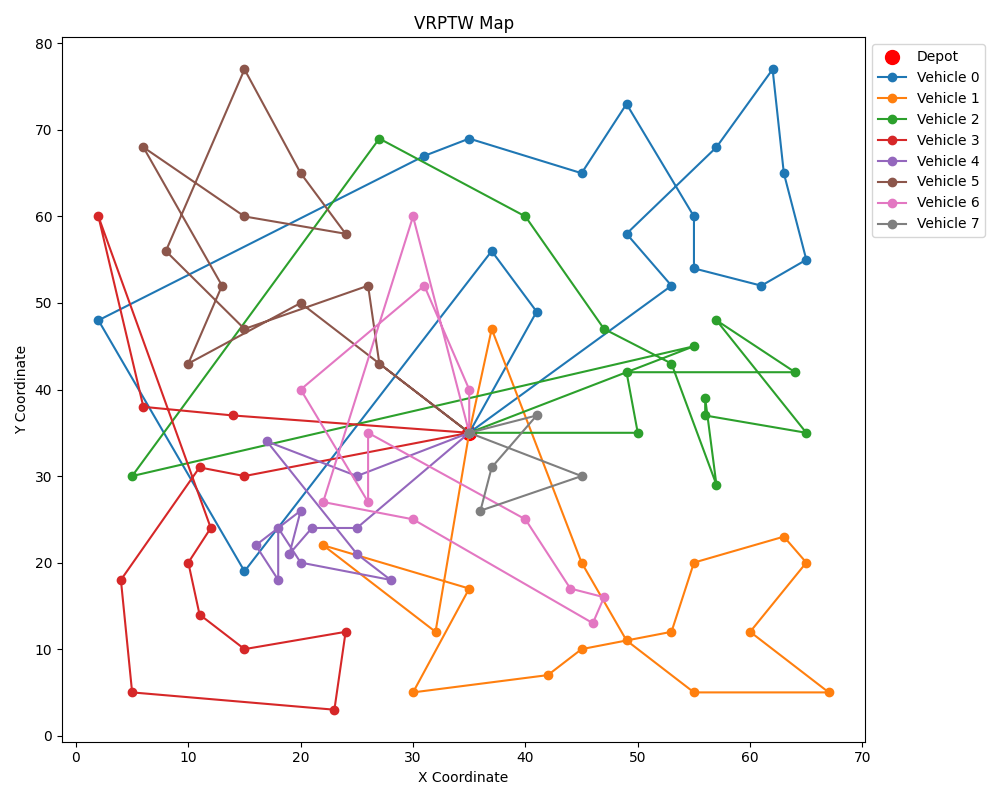 VRPTW Map
Y Coordinate
80
70
60
50
40
30
20
10
0
0 10 20 30 40 50 60 70
X Coordinate
Depot
Vehicle 0
Vehicle 1
Vehicle 2
Vehicle 3
Vehicle 4
Vehicle 5
Vehicle 6
Vehicle 7